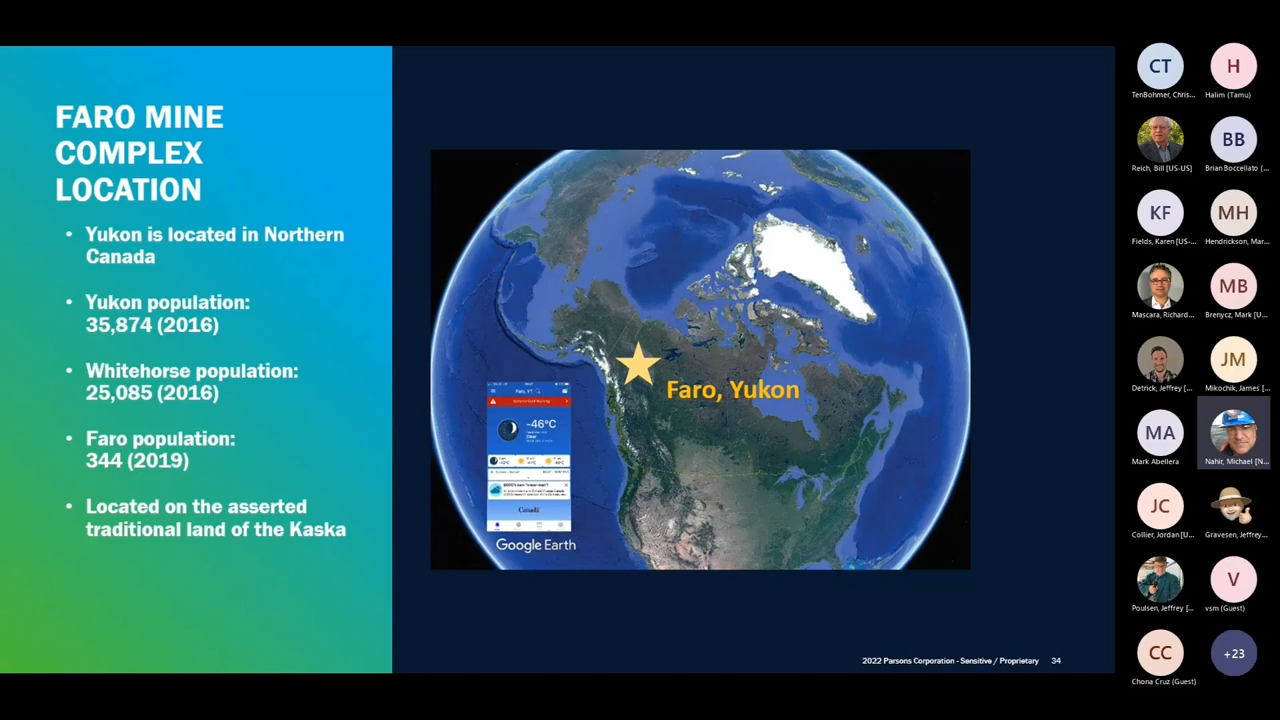 FARO MINE
COMPLEX
LOCATION
• Yukon is located in Northern
Canada
• Yukon population:
35,874 (2016)
• Whitehorse population:
25,085 (2016)
• Faro population:
344 (2019)
• Located on the asserted
traditional land of the Kaska
Faro, YT
-46°C
Canada
Google Earth
Faro, Yukon
2022 Parsons Corporation - Sensitive / Proprietary 34
CT
TenBohmer, Chris...
H
Halim (Tamu)
Reich, Bill [US-US]
BB
Brian Boccellato (...
KF
Fields, Karen [US-...
MH
Hendrickson, Mar...
Mascara, Richard...
MB
Brenycz, Mark [U...
Detrick, Jeffrey [...
JM
Mikochik, James [...
MA
Mark Abellera
Nahir, Michael [N...
JC
Collier, Jordan [U...
Gravesen, Jeffrey...
Poulsen, Jeffrey [...
V
vsm (Guest)
CC
Chona Cruz (Guest)
+23